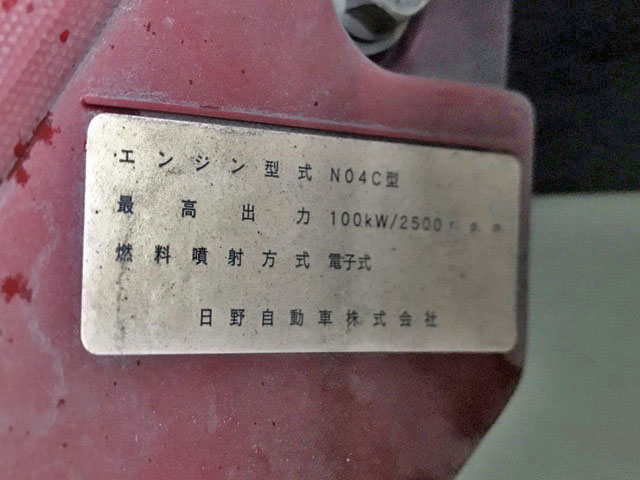 エンジン型式 N04C型
最高出力 100kW/2500 r.p.m
燃料噴射方式 電子式
日野自動車株式会社